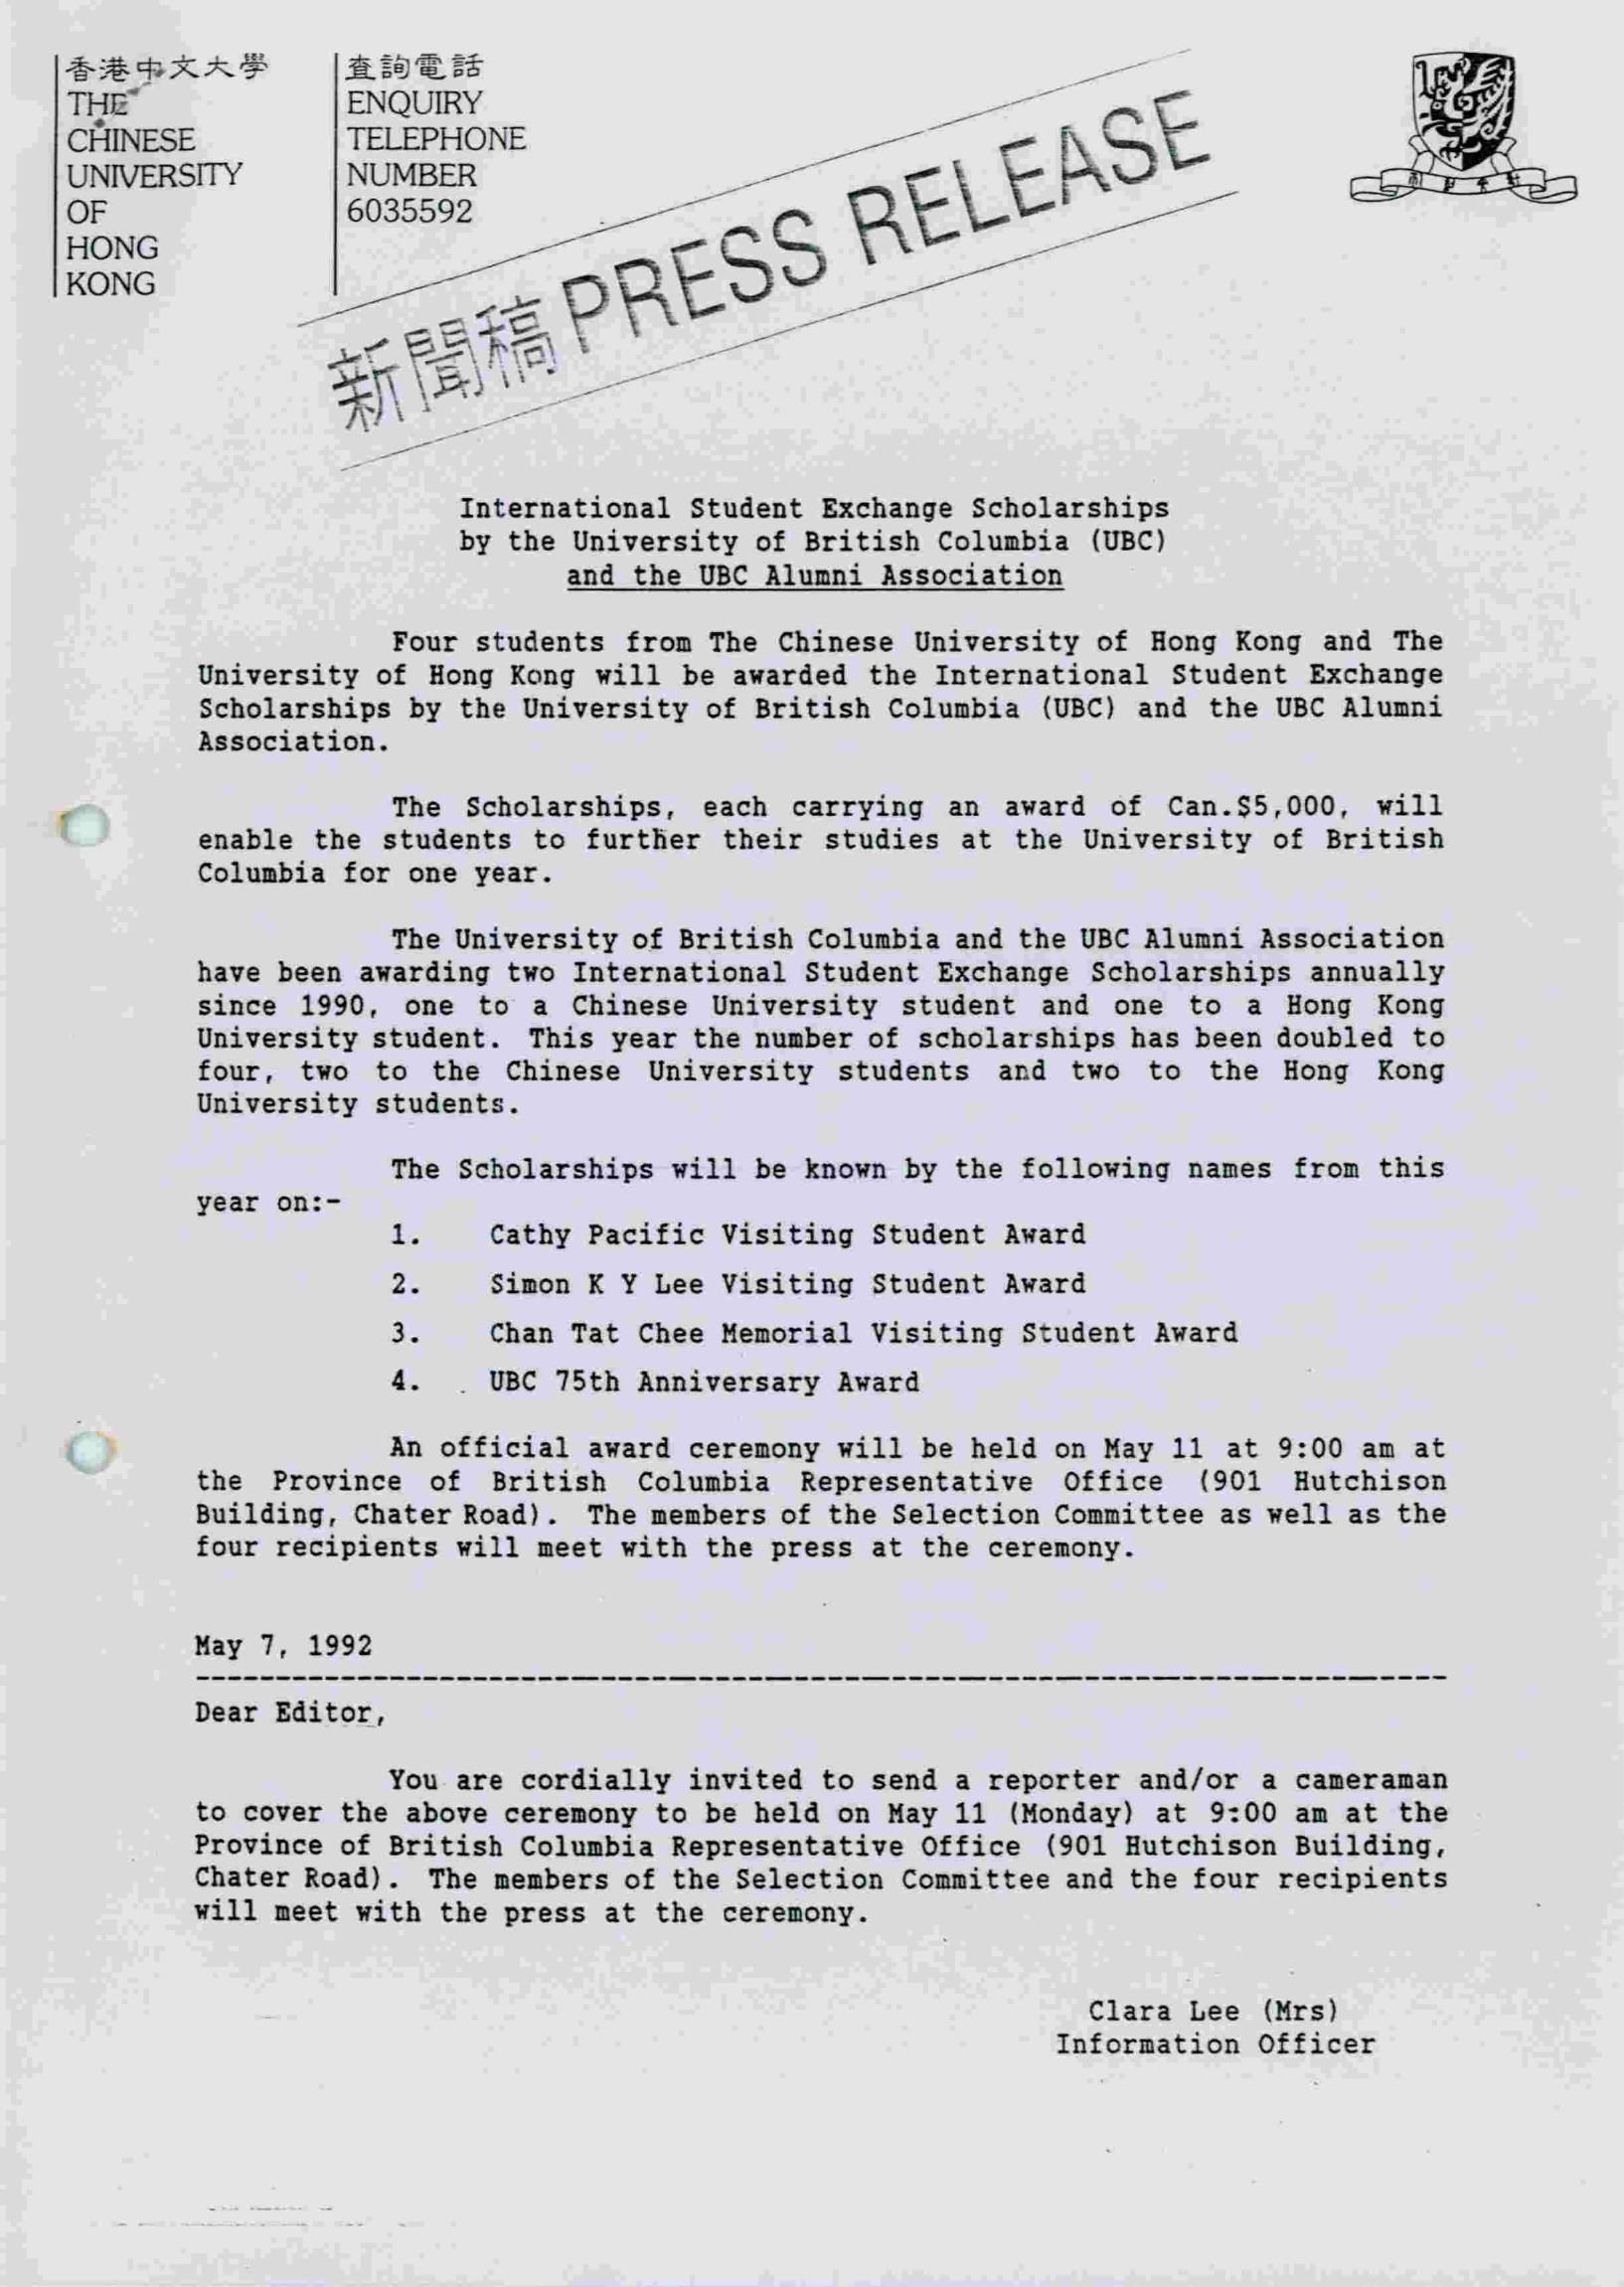 香港中文大學
THE
CHINESE
UNIVERSITY
OF
HONG
KONG
查詢電話
ENQUIRY
TELEPHONE
NUMBER
6035592
新聞稿 PRESS RELEASE
International Student Exchange Scholarships
by the University of British Columbia (UBC)
and the UBC Alumni Association
Four students from The Chinese University of Hong Kong and The
University of Hong Kong will be awarded the International Student Exchange
Scholarships by the University of British Columbia (UBC) and the UBC Alumni
Association.
The Scholarships, each carrying an award of Can.$5,000, will
enable the students to further their studies at the University of British
Columbia for one year.
The University of British Columbia and the UBC Alumni Association
have been awarding two International Student Exchange Scholarships annually
since 1990, one to a Chinese University student and one to a Hong Kong
University student. This year the number of scholarships has been doubled to
four, two to the Chinese University students and two to the Hong Kong
University students.
The Scholarships will be known by the following names from this
year on:-
1. Cathy Pacific Visiting Student Award
2. Simon K Y Lee Visiting Student Award
3. Chan Tat Chee Memorial Visiting Student Award
4. UBC 75th Anniversary Award
An official award ceremony will be held on May 11 at 9:00 am at
the Province of British Columbia Representative Office (901 Hutchison
Building, Chater Road). The members of the Selection Committee as well as the
four recipients will meet with the press at the ceremony.
May 7, 1992
Dear Editor,
You are cordially invited to send a reporter and/or a cameraman
to cover the above ceremony to be held on May 11 (Monday) at 9:00 am at the
Province of British Columbia Representative Office (901 Hutchison Building,
Chater Road). The members of the Selection Committee and the four recipients
will meet with the press at the ceremony.
Clara Lee (Mrs)
Information Officer